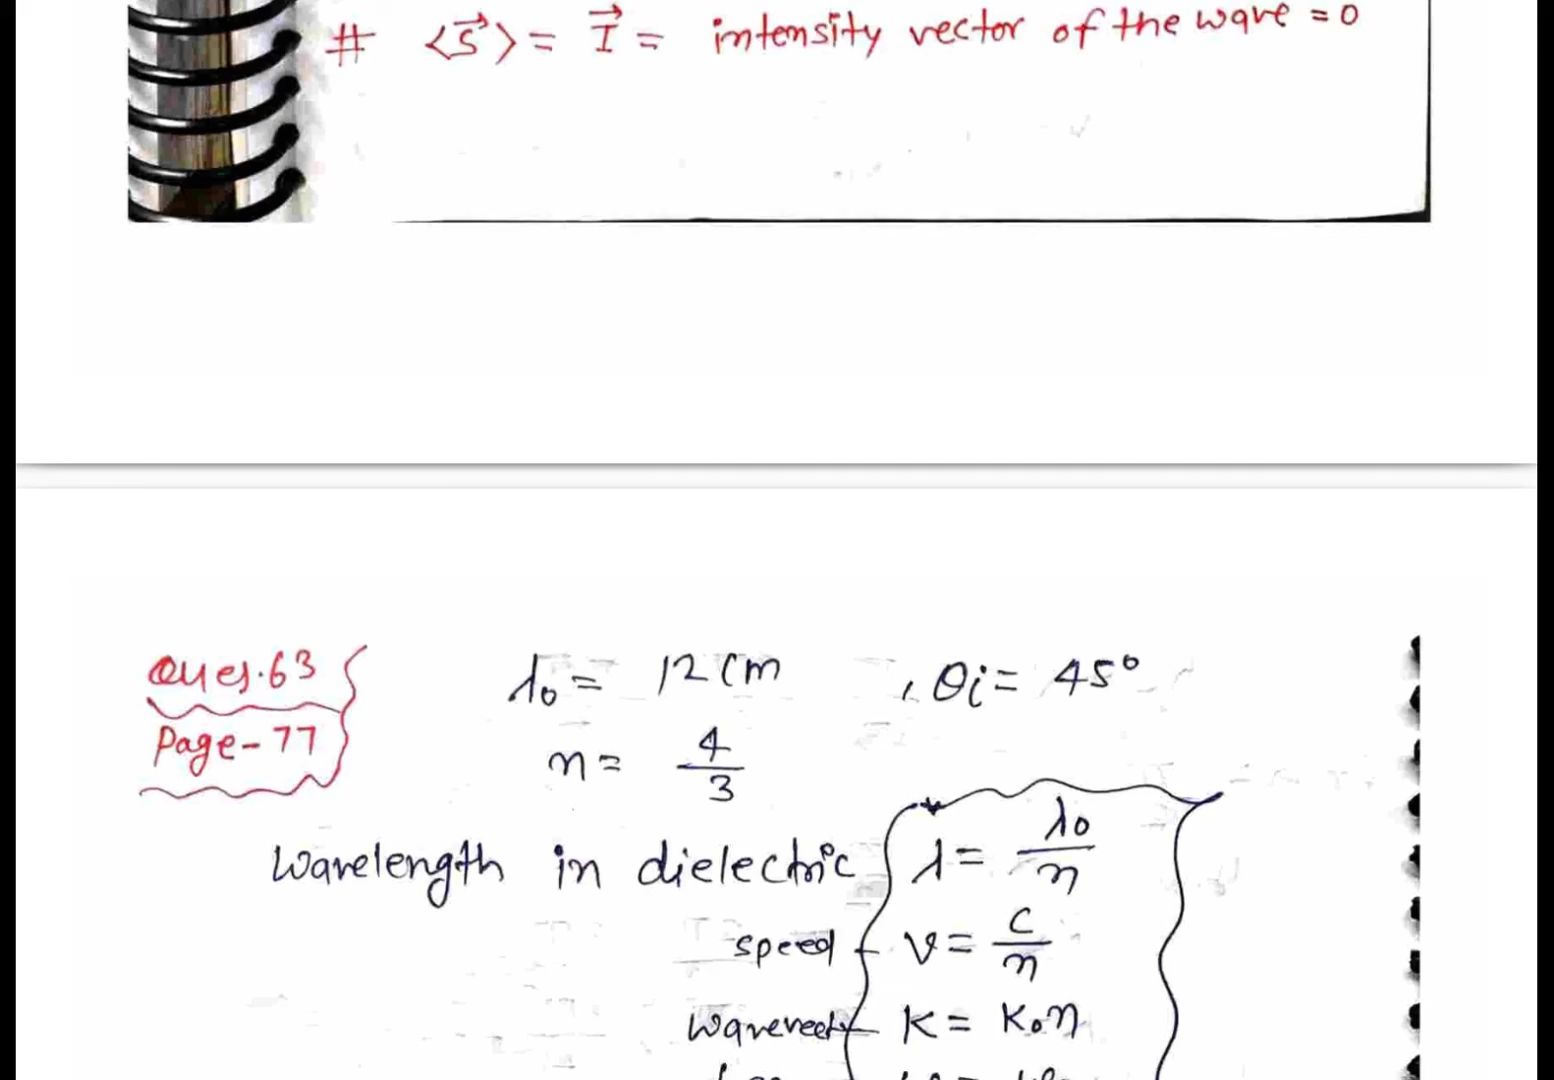 # <S⃗> = I⃗ = intensity vector of the wave = 0
Ques.63
Page-77
λ₀ = 12 cm , θi = 45°
n = 4/3
Wavelength in dielectric λ = λ₀/n
speed v = c/n
wavevect K = K₀n